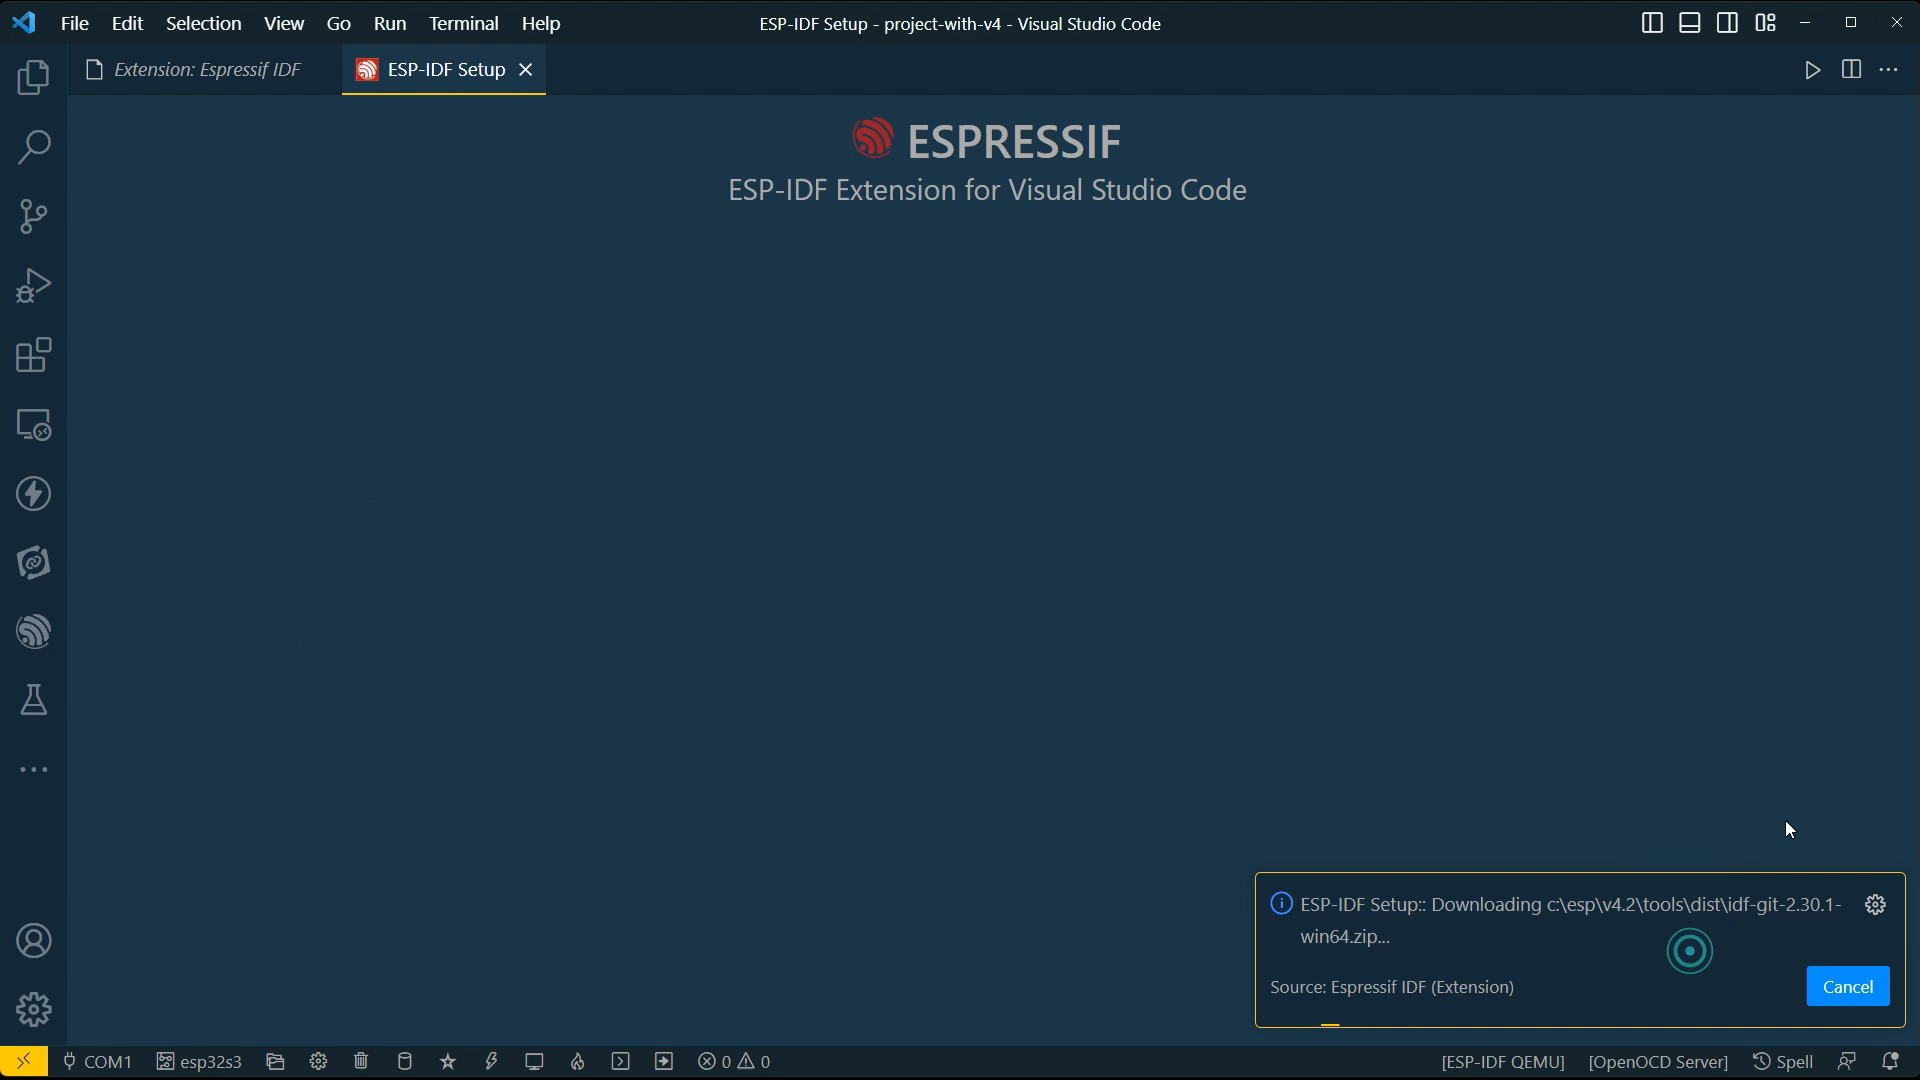 File Edit Selection View Go Run Terminal Help
ESP-IDF Setup - project-with-v4 - Visual Studio Code
Extension: Espressif IDF
ESP-IDF Setup
ESPRESSIF
ESP-IDF Extension for Visual Studio Code
ESP-IDF Setup:: Downloading c:\esp\v4.2\tools\dist\idf-git-2.30.1-
win64.zip...
Source: Espressif IDF (Extension)
Cancel
COM1 esp32s3 0 0 [ESP-IDF QEMU] [OpenOCD Server] Spell